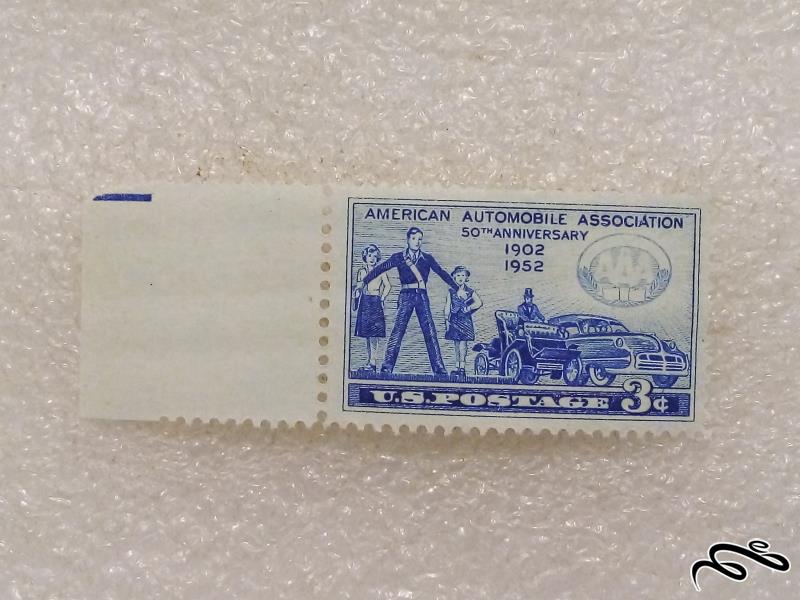 AMERICAN AUTOMOBILE ASSOCIATION
50TH ANNIVERSARY
1902
1952
AAA
U.S. POSTAGE 3¢